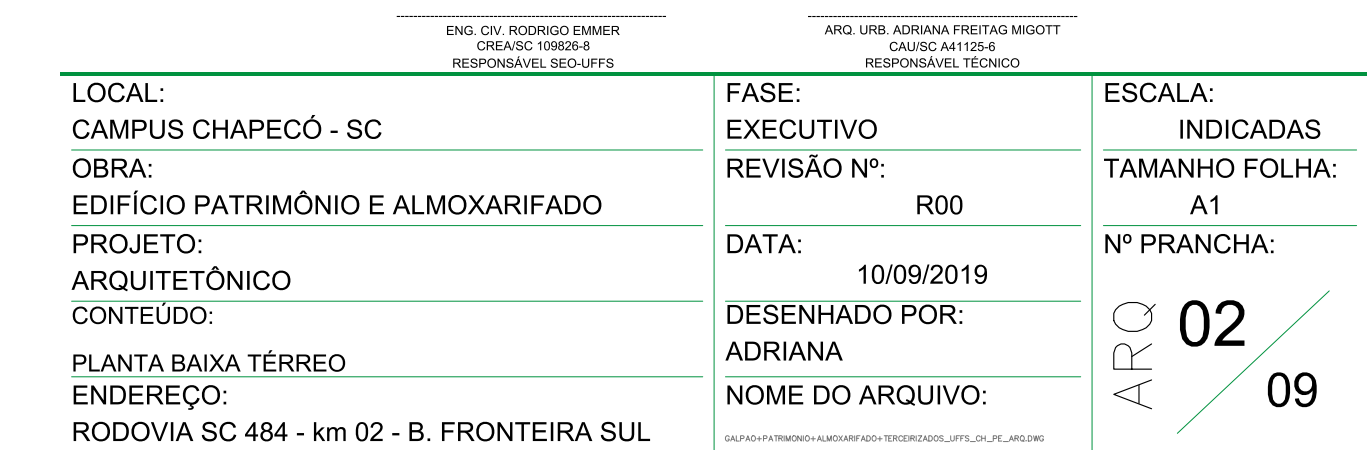 ENG. CIV. RODRIGO EMMER
CREA/SC 109826-8
RESPONSÁVEL SEO-UFFS
ARQ. URB. ADRIANA FREITAG MIGOTT
CAU/SC A41125-6
RESPONSÁVEL TÉCNICO
LOCAL:
CAMPUS CHAPECÓ - SC
OBRA:
EDIFÍCIO PATRIMÔNIO E ALMOXARIFADO
PROJETO:
ARQUITETÔNICO
CONTEÚDO:
PLANTA BAIXA TÉRREO
ENDEREÇO:
RODOVIA SC 484 - km 02 - B. FRONTEIRA SUL
FASE:
EXECUTIVO
REVISÃO Nº:
R00
DATA:
10/09/2019
DESENHADO POR:
ADRIANA
NOME DO ARQUIVO:
GALPAO+PATRIMONIO+ALMOXARIFADO+TERCEIRIZADOS_UFFS_CH_PE_ARQ.DWG
ESCALA:
INDICADAS
TAMANHO FOLHA:
A1
Nº PRANCHA:
ARQ
02
09